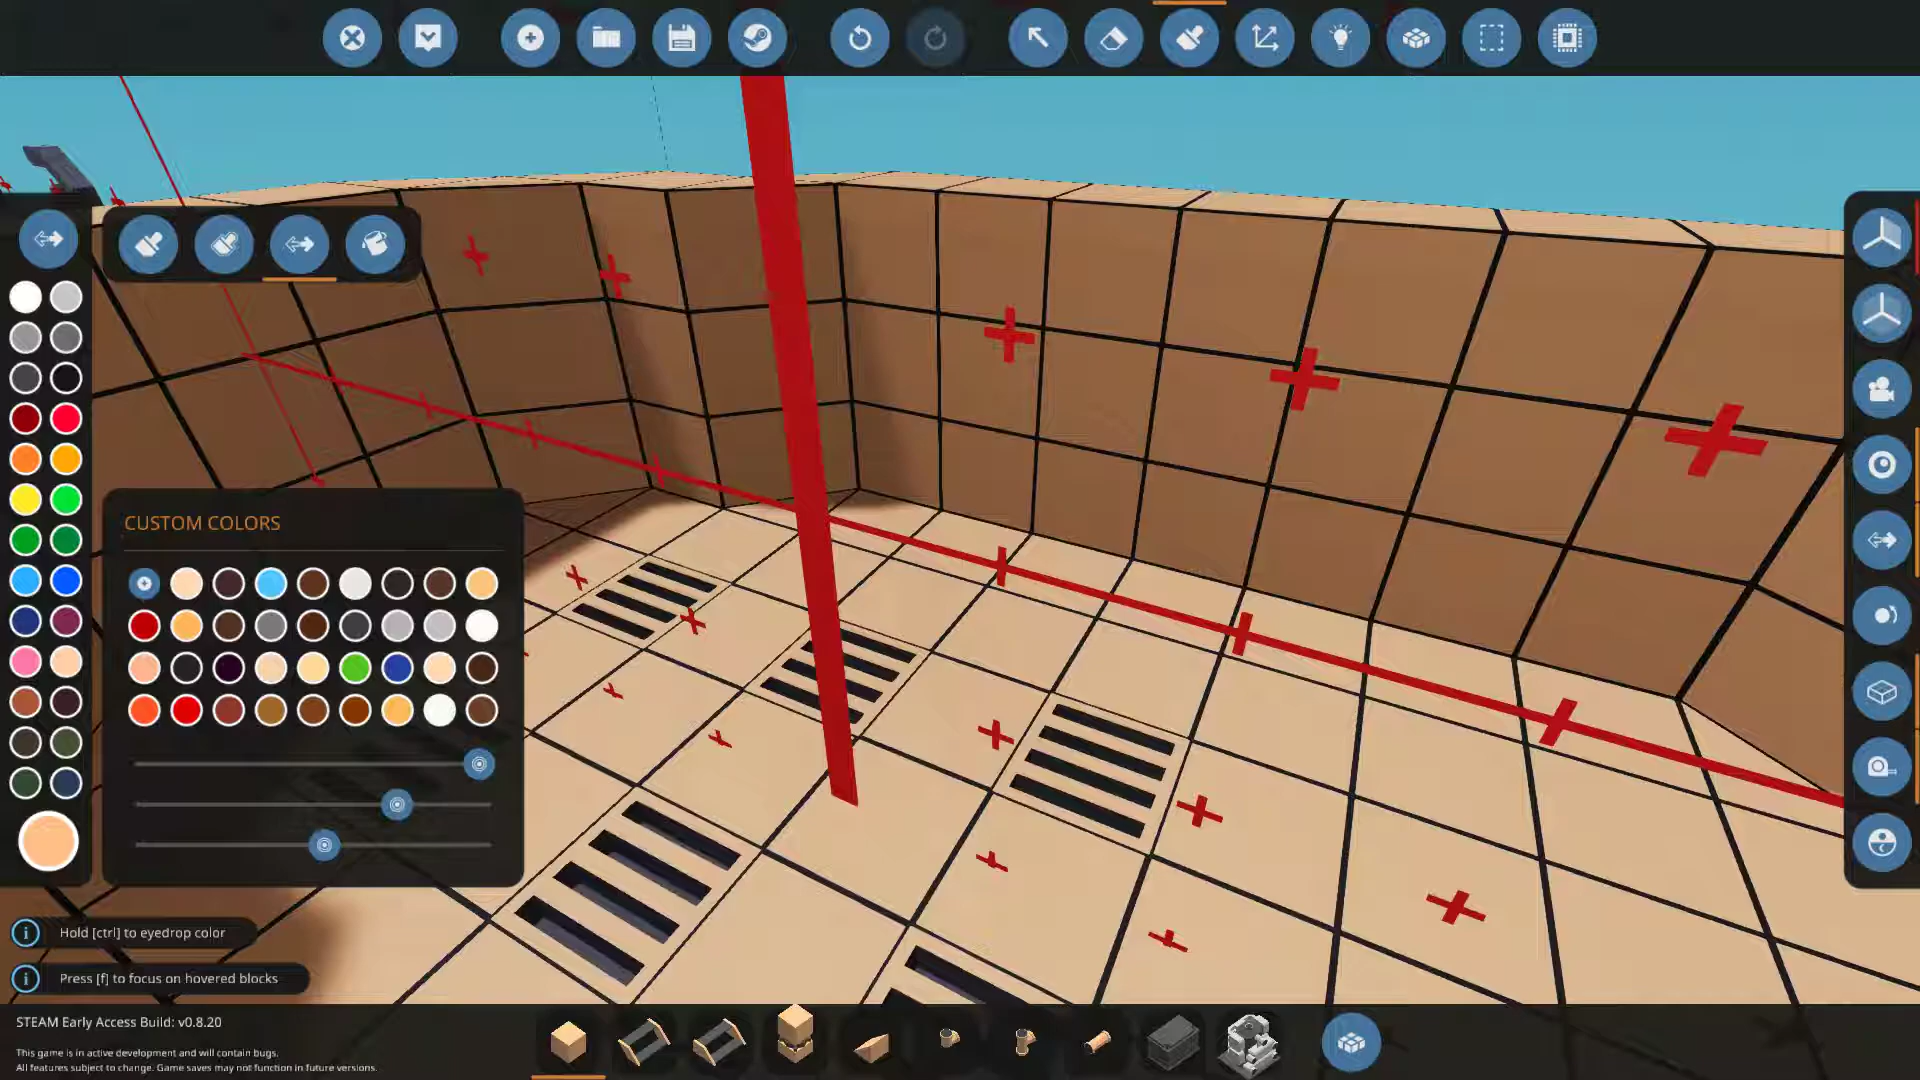 CUSTOM COLORS
Hold [ctrl] to eyedrop color
Press [f] to focus on hovered blocks
STEAM Early Access Build: v0.8.20
This game is in active development and will contain bugs.
All features subject to change. Game saves may not function in future versions.